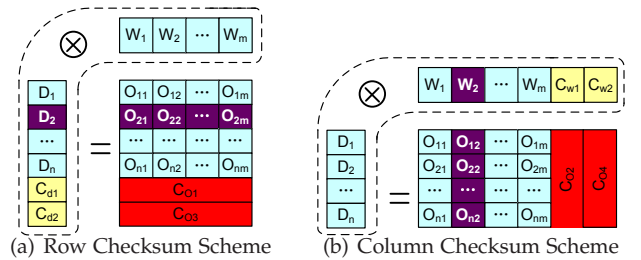 ⊗ W1 W2 ... Wm
D1 O11 O12 ... O1m
D2 O21 O22 ... O2m
... = ... ... ... ...
Dn On1 On2 ... Onm
Cd1 CO1
Cd2 CO3
(a) Row Checksum Scheme
⊗ W1 W2 ... Wm Cw1 Cw2
D1 O11 O12 ... O1m CO2 CO4
D2 O21 O22 ... O2m
... = ... ... ... ...
Dn On1 On2 ... Onm
(b) Column Checksum Scheme